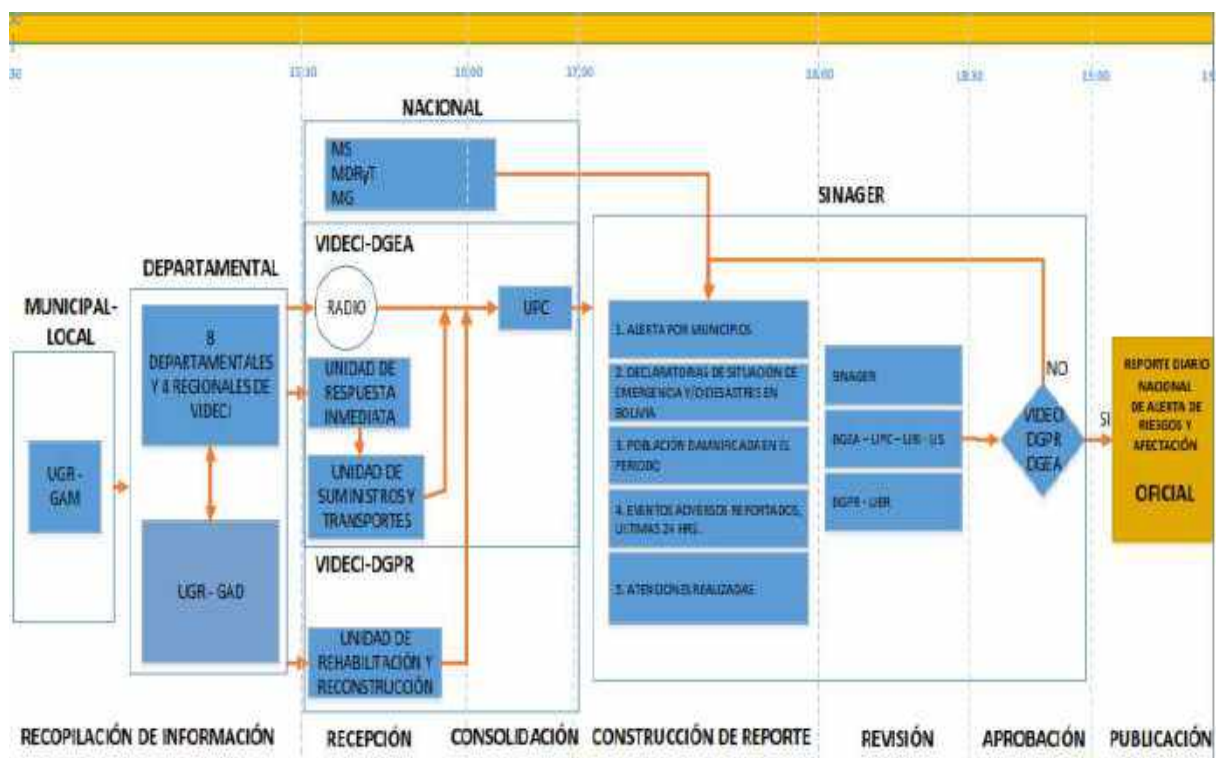 15:30
16:00
17:00
18:00
18:30
19:00
NACIONAL
MS
MDRyT
MG
SINAGER
VIDECI-DGEA
DEPARTAMENTAL
MUNICIPAL-
LOCAL
RADIO
UPC
8
DEPARTAMENTALES
Y 4 REGIONALES DE
VIDECI
UNIDAD DE
RESPUESTA
INMEDIATA
UGR -
GAM
UNIDAD DE
SUMINISTROS Y
TRANSPORTES
UGR - GAD
VIDECI-DGPR
UNIDAD DE
REHABILITACIÓN Y
RECONSTRUCCIÓN
1. ALERTA POR MUNICIPIOS
2. DECLARATORIAS DE SITUACIÓN DE
EMERGENCIA Y/O DESASTRES EN
BOLIVIA
3. POBLACIÓN DAMNIFICADA EN EL
PERIODO
4. EVENTOS ADVERSOS REPORTADOS,
ULTIMAS 24 HRS.
5. ATENCIONES REALIZADAS
SINAGER
DGEA - UPC - URI - US
DGPR - UER
NO
VIDECI
DGPR
DGEA
SI
REPORTE DIARIO
NACIONAL
DE ALERTA DE
RIESGOS Y
AFECTACIÓN
OFICIAL
RECOPILACIÓN DE INFORMACIÓN
RECEPCIÓN
CONSOLIDACIÓN
CONSTRUCCIÓN DE REPORTE
REVISIÓN
APROBACIÓN
PUBLICACIÓN